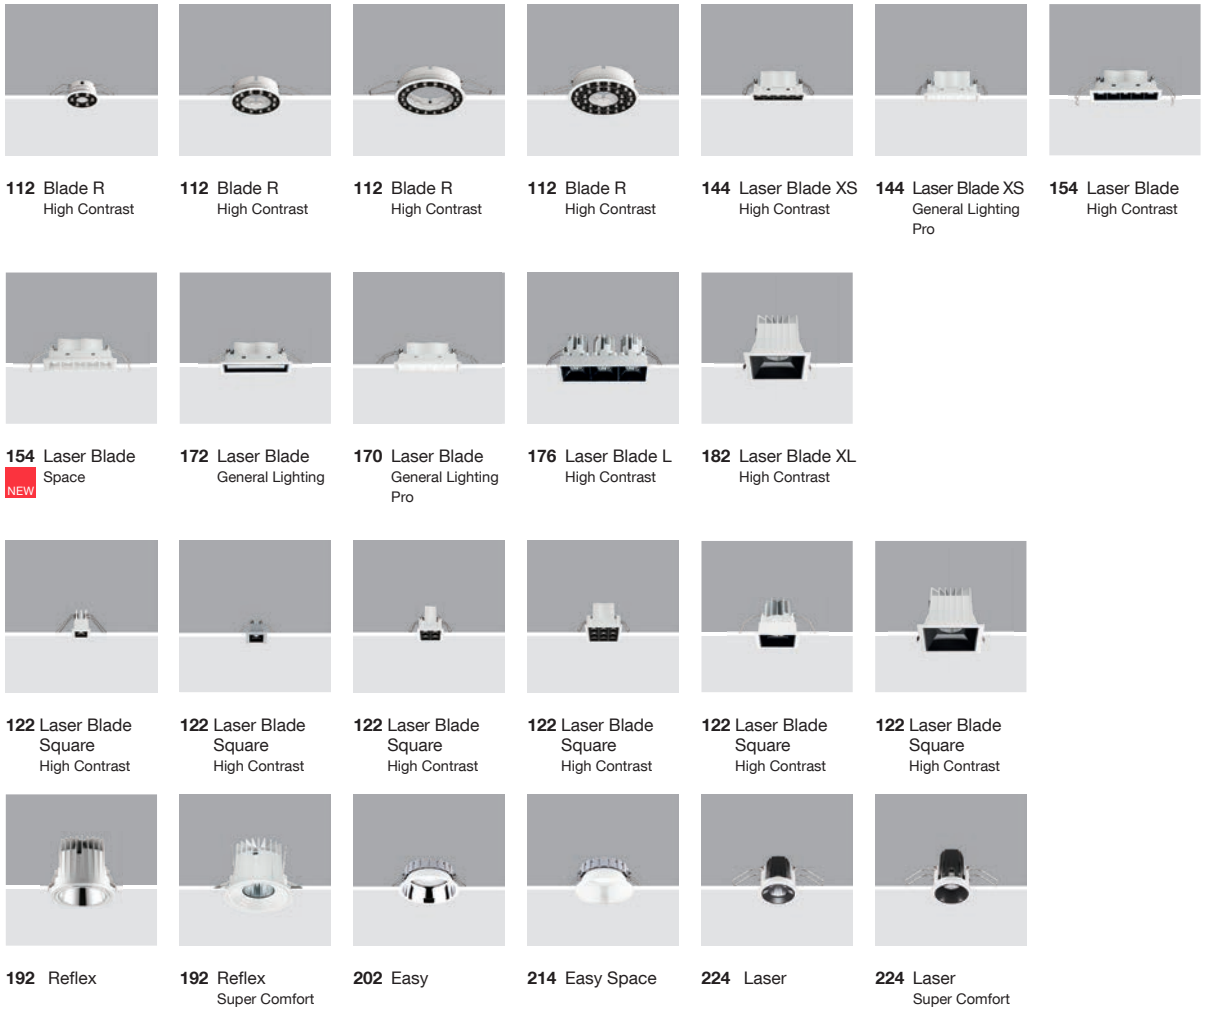 112 Blade R
High Contrast
112 Blade R
High Contrast
112 Blade R
High Contrast
112 Blade R
High Contrast
144 Laser Blade XS
High Contrast
144 Laser Blade XS
General Lighting
Pro
154 Laser Blade
High Contrast
154 Laser Blade
Space
NEW
172 Laser Blade
General Lighting
170 Laser Blade
General Lighting
Pro
176 Laser Blade L
High Contrast
182 Laser Blade XL
High Contrast
122 Laser Blade
Square
High Contrast
122 Laser Blade
Square
High Contrast
122 Laser Blade
Square
High Contrast
122 Laser Blade
Square
High Contrast
122 Laser Blade
Square
High Contrast
122 Laser Blade
Square
High Contrast
192 Reflex
192 Reflex
Super Comfort
202 Easy
214 Easy Space
224 Laser
224 Laser
Super Comfort